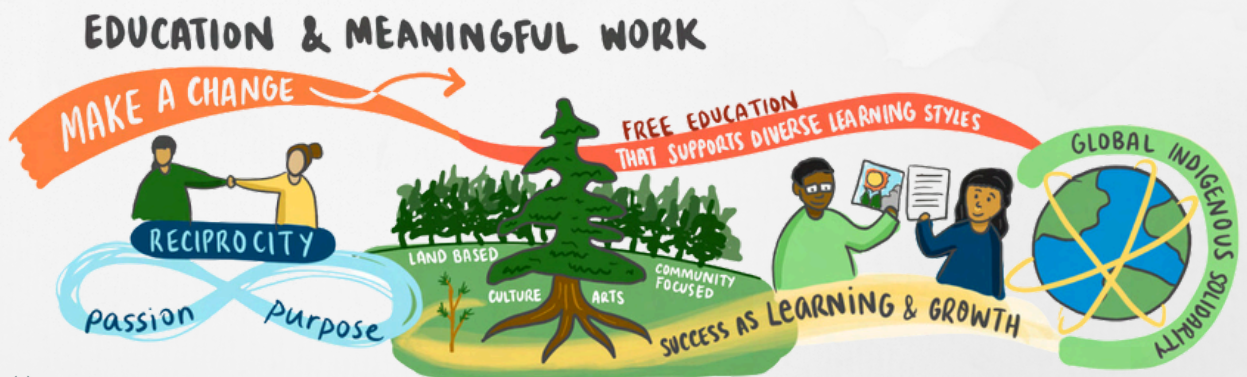 EDUCATION & MEANINGFUL WORK
MAKE A CHANGE
FREE EDUCATION
THAT SUPPORTS DIVERSE LEARNING STYLES
GLOBAL INDIGENOUS SOLIDARITY
RECIPROCITY
passion
purpose
LAND BASED
CULTURE
ARTS
COMMUNITY
FOCUSED
SUCCESS AS LEARNING & GROWTH